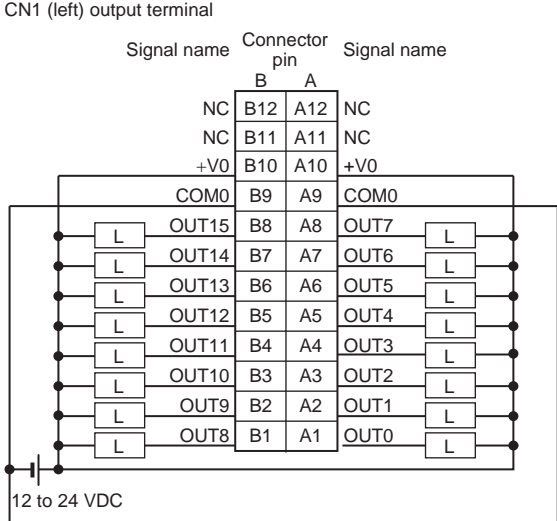 CN1 (left) output terminal
Signal name Connector pin Signal name
B A
NC B12 A12 NC
NC B11 A11 NC
+V0 B10 A10 +V0
COM0 B9 A9 COM0
L OUT15 B8 A8 OUT7 L
L OUT14 B7 A7 OUT6 L
L OUT13 B6 A6 OUT5 L
L OUT12 B5 A5 OUT4 L
L OUT11 B4 A4 OUT3 L
L OUT10 B3 A3 OUT2 L
L OUT9 B2 A2 OUT1 L
L OUT8 B1 A1 OUT0 L
12 to 24 VDC